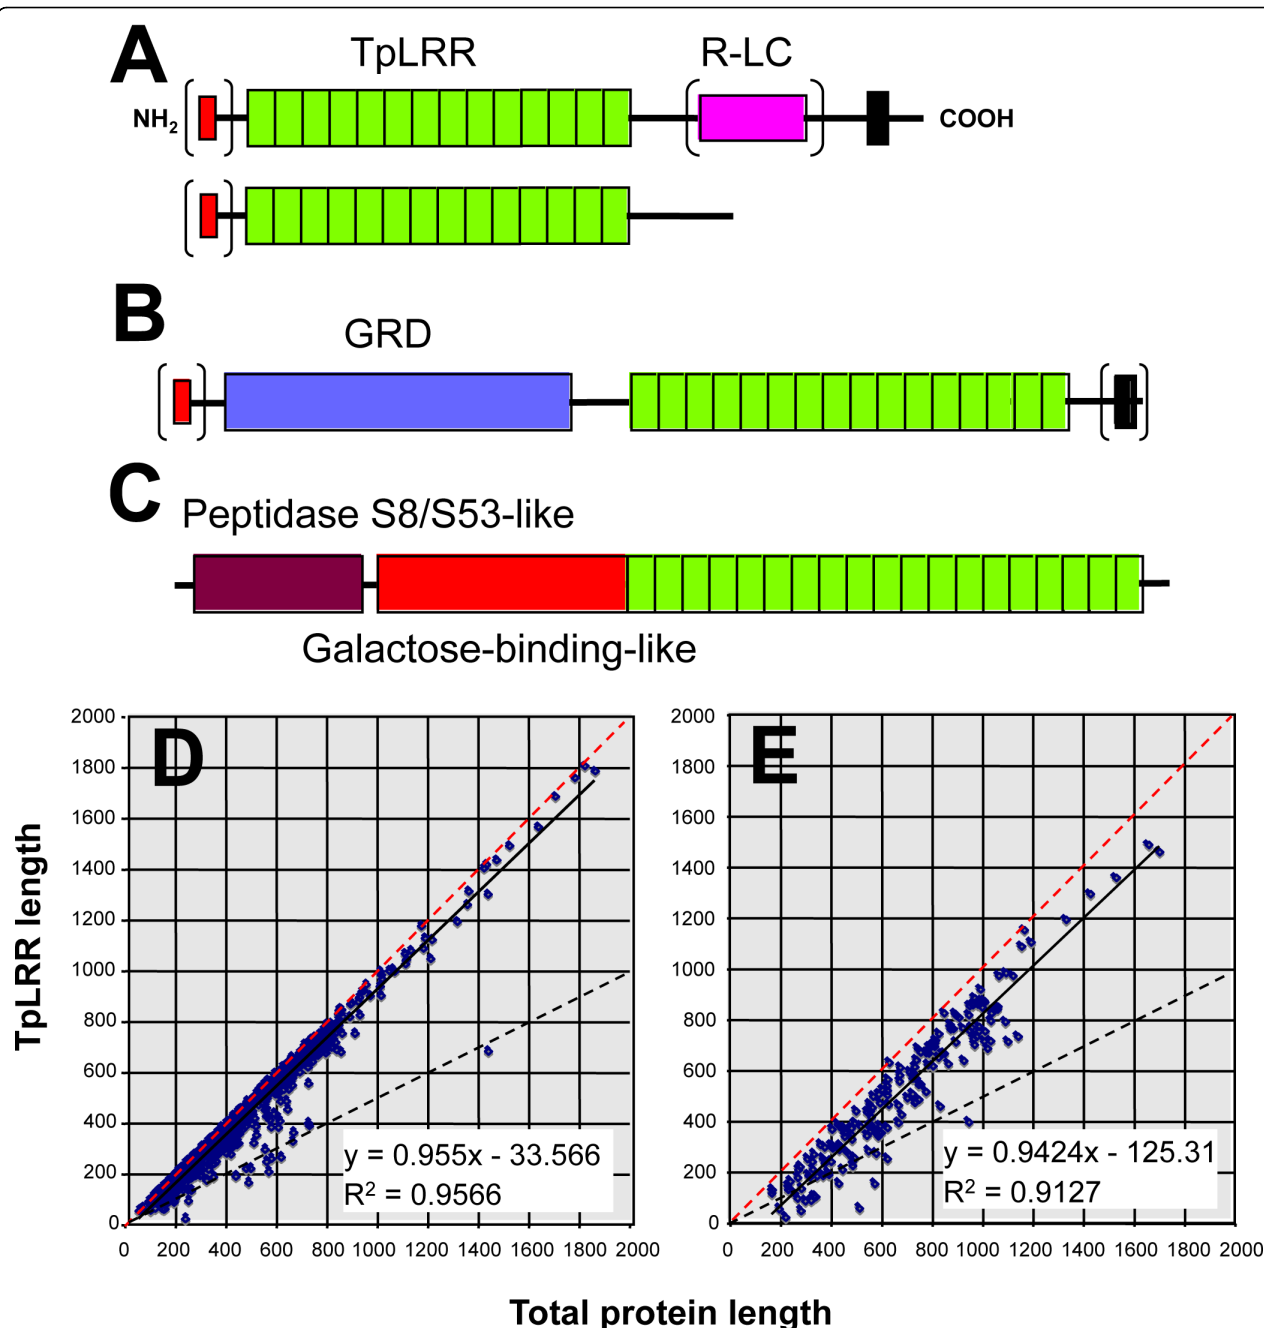 A
TpLRR
R-LC
NH2
COOH
B
GRD
C
Peptidase S8/S53-like
Galactose-binding-like
TpLRR length
D
2000
1800
1600
1400
1200
1000
800
600
400
200
0
y = 0.955x - 33.566
R² = 0.9566
0 200 400 600 800 1000 1200 1400 1600 1800 2000
E
2000
1800
1600
1400
1200
1000
800
600
400
200
0
y = 0.9424x - 125.31
R² = 0.9127
0 200 400 600 800 1000 1200 1400 1600 1800 2000
Total protein length